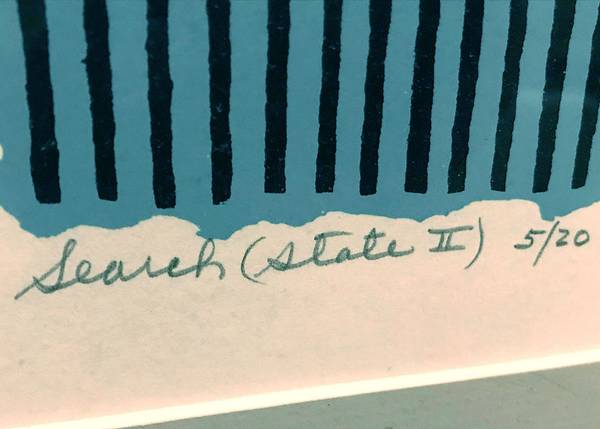 Search (State II) 5/20